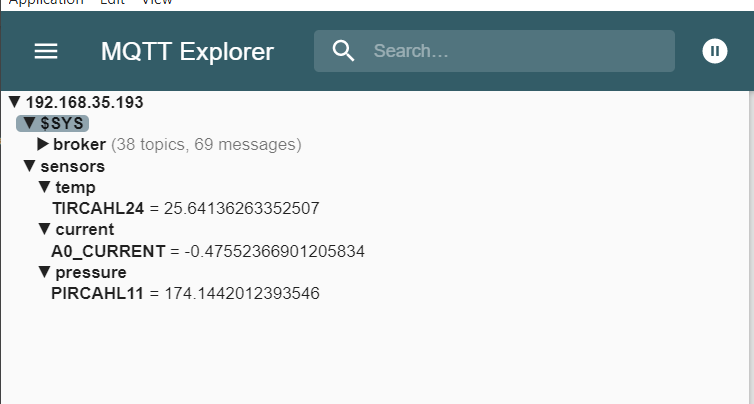 Application Edit View
MQTT Explorer
Search...
192.168.35.193
$SYS
broker (38 topics, 69 messages)
sensors
temp
TIRCAHL24 = 25.64136263352507
current
A0_CURRENT = -0.47552366901205834
pressure
PIRCAHL11 = 174.1442012393546